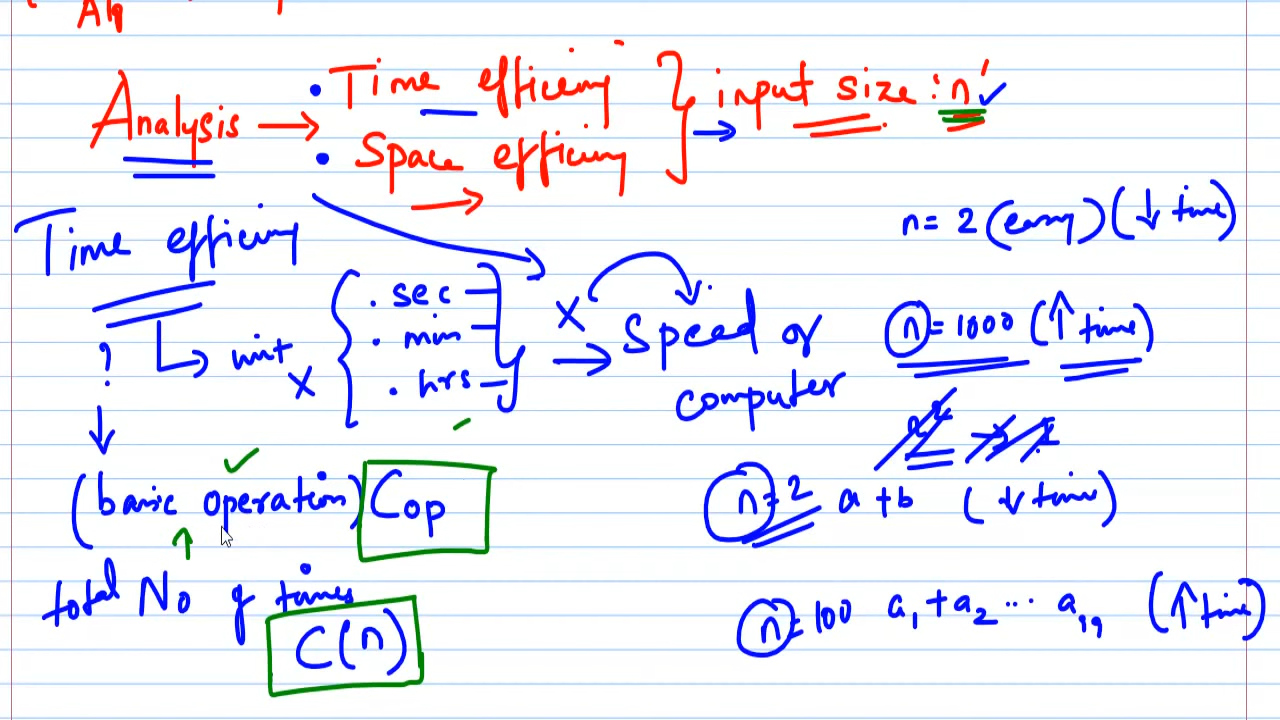 Alg
Analysis → • Time efficiency } → input size : 'n' ✓
• Space efficiency
Time efficiency
n = 2 (easy) (↓ time)
? unit × { . sec
. min
. hrs } × → Speed of
computer
n = 1000 (↑ time)
(basic operation) Cop
n = 2 a + b (↓ time)
total No of times
C(n)
n = 100 a1 + a2 ... a99 (↑ time)